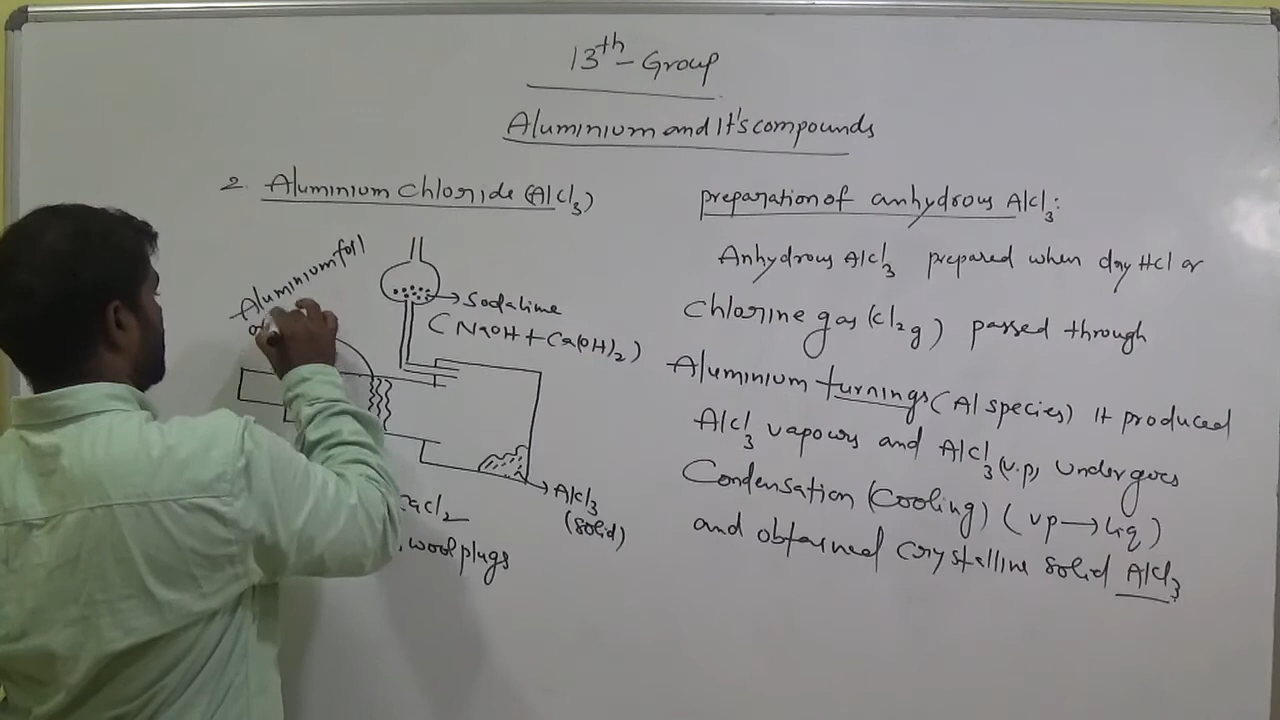 13th - Group
Aluminium and It's compounds
2. Aluminium Chloride (AlCl3)
Aluminium foil
Sodalime
(NaOH + Ca(OH)2)
AlCl3
(Solid)
CaCl2
wool plugs
preparation of anhydrous AlCl3:
Anhydrous AlCl3 prepared when dry HCl or
Chlorine gas (Cl2 g) passed through
Aluminium turnings (Al species) It produced
AlCl3 vapours and AlCl3 (v.p) undergoes
Condensation (Cooling) (vp → liq)
and obtained crystalline solid AlCl3